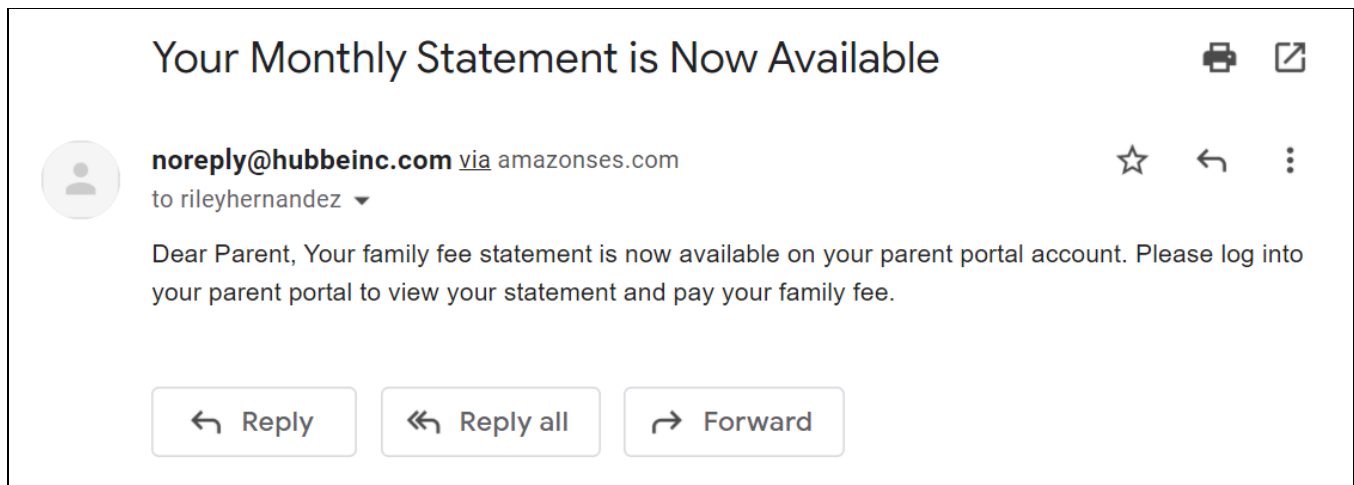 Your Monthly Statement is Now Available
noreply@hubbeinc.com via amazonses.com
to rileyhernandez
Dear Parent, Your family fee statement is now available on your parent portal account. Please log into
your parent portal to view your statement and pay your family fee.
Reply Reply all Forward